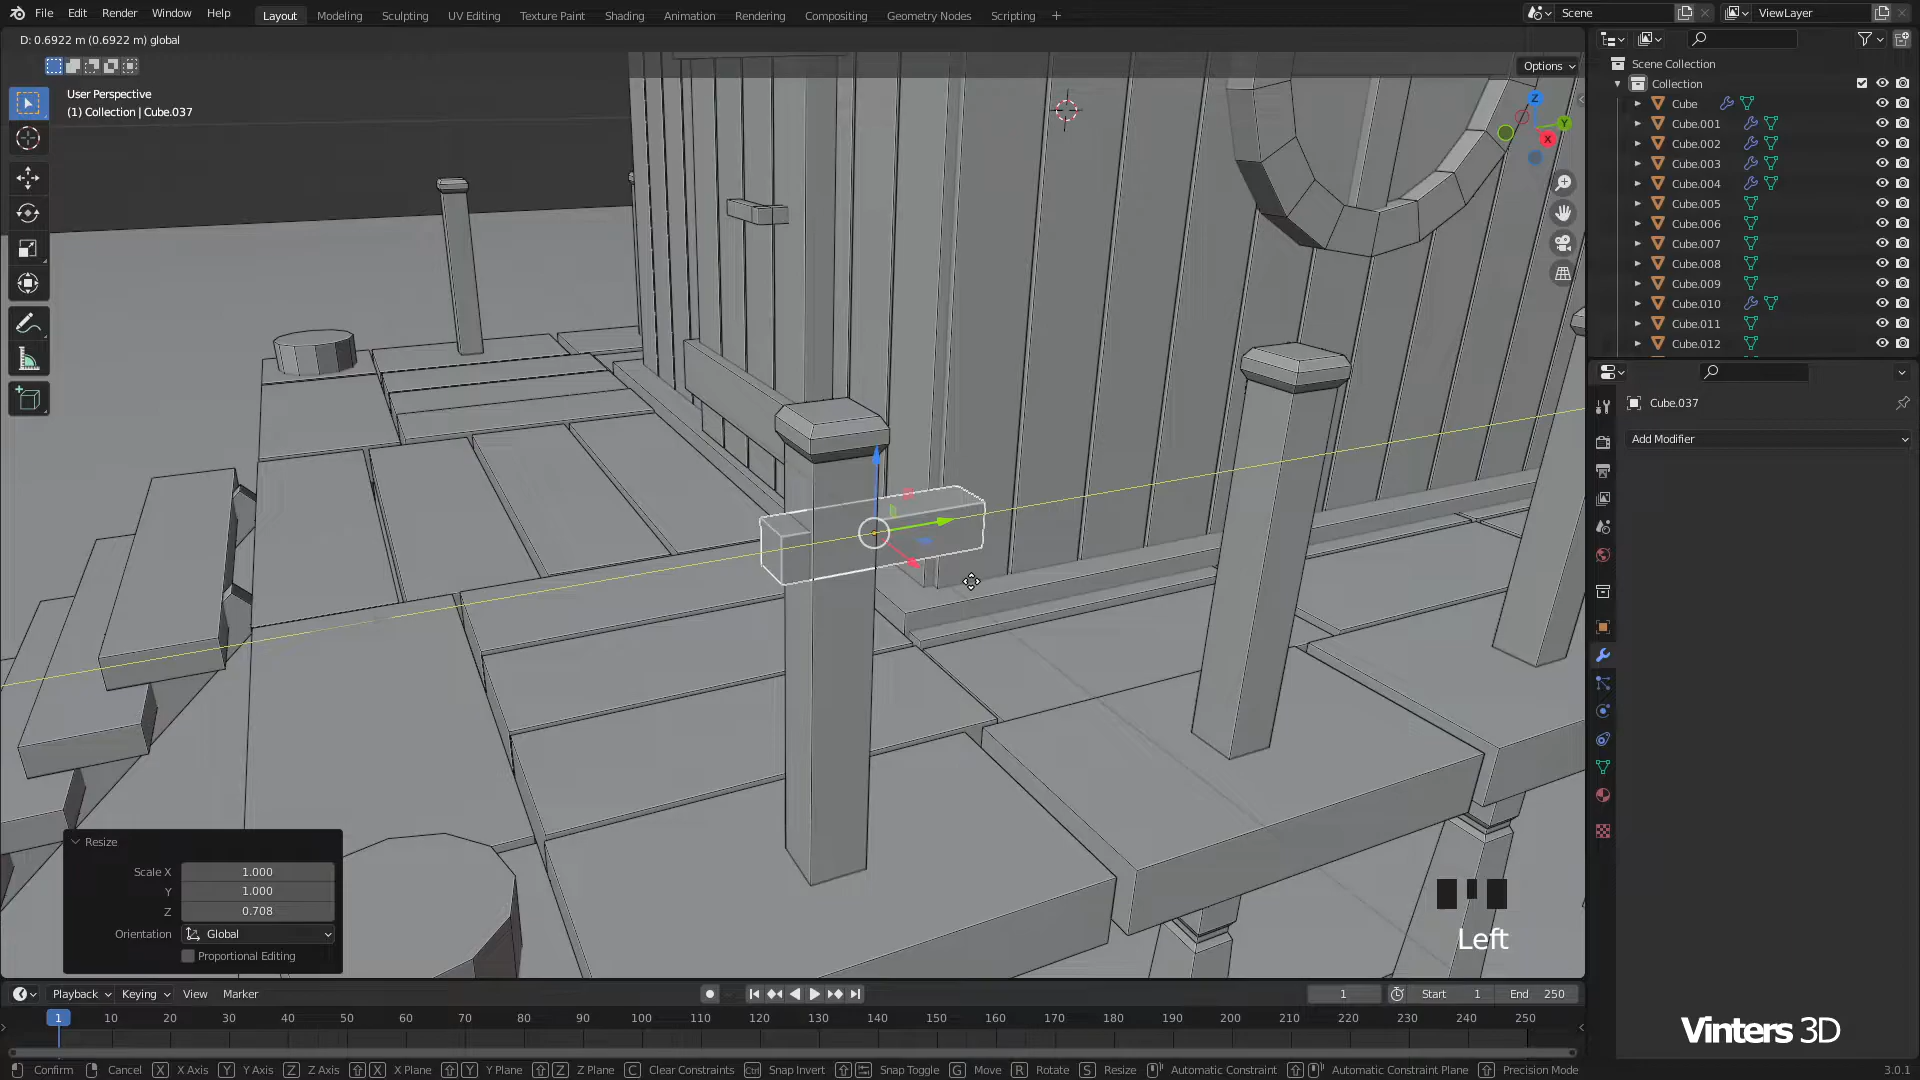 File Edit Render Window Help Layout Modeling Sculpting UV Editing Texture Paint Shading Animation Rendering Compositing Geometry Nodes Scripting + Scene ViewLayer
D: 0.6922 m (0.6922 m) global
Options
User Perspective
(1) Collection | Cube.037
Z
Y
X
Scene Collection
Collection
Cube
Cube.001
Cube.002
Cube.003
Cube.004
Cube.005
Cube.006
Cube.007
Cube.008
Cube.009
Cube.010
Cube.011
Cube.012
Cube.037
Add Modifier
Resize
Scale X 1.000
Y 1.000
Z 0.708
Orientation Global
Proportional Editing
Left
Playback Keying View Marker 1 Start 1 End 250
1 10 20 30 40 50 60 70 80 90 100 110 120 130 140 150 160 170 180 190 200 210 220 230 240 250
Vinters 3D
Confirm Cancel X X Axis Y Y Axis Z Z Axis X X Plane Y Y Plane Z Z Plane C Clear Constraints Ctrl Snap Invert Snap Toggle G Move R Rotate S Resize Automatic Constraint Automatic Constraint Plane Precision Mode 3.0.1